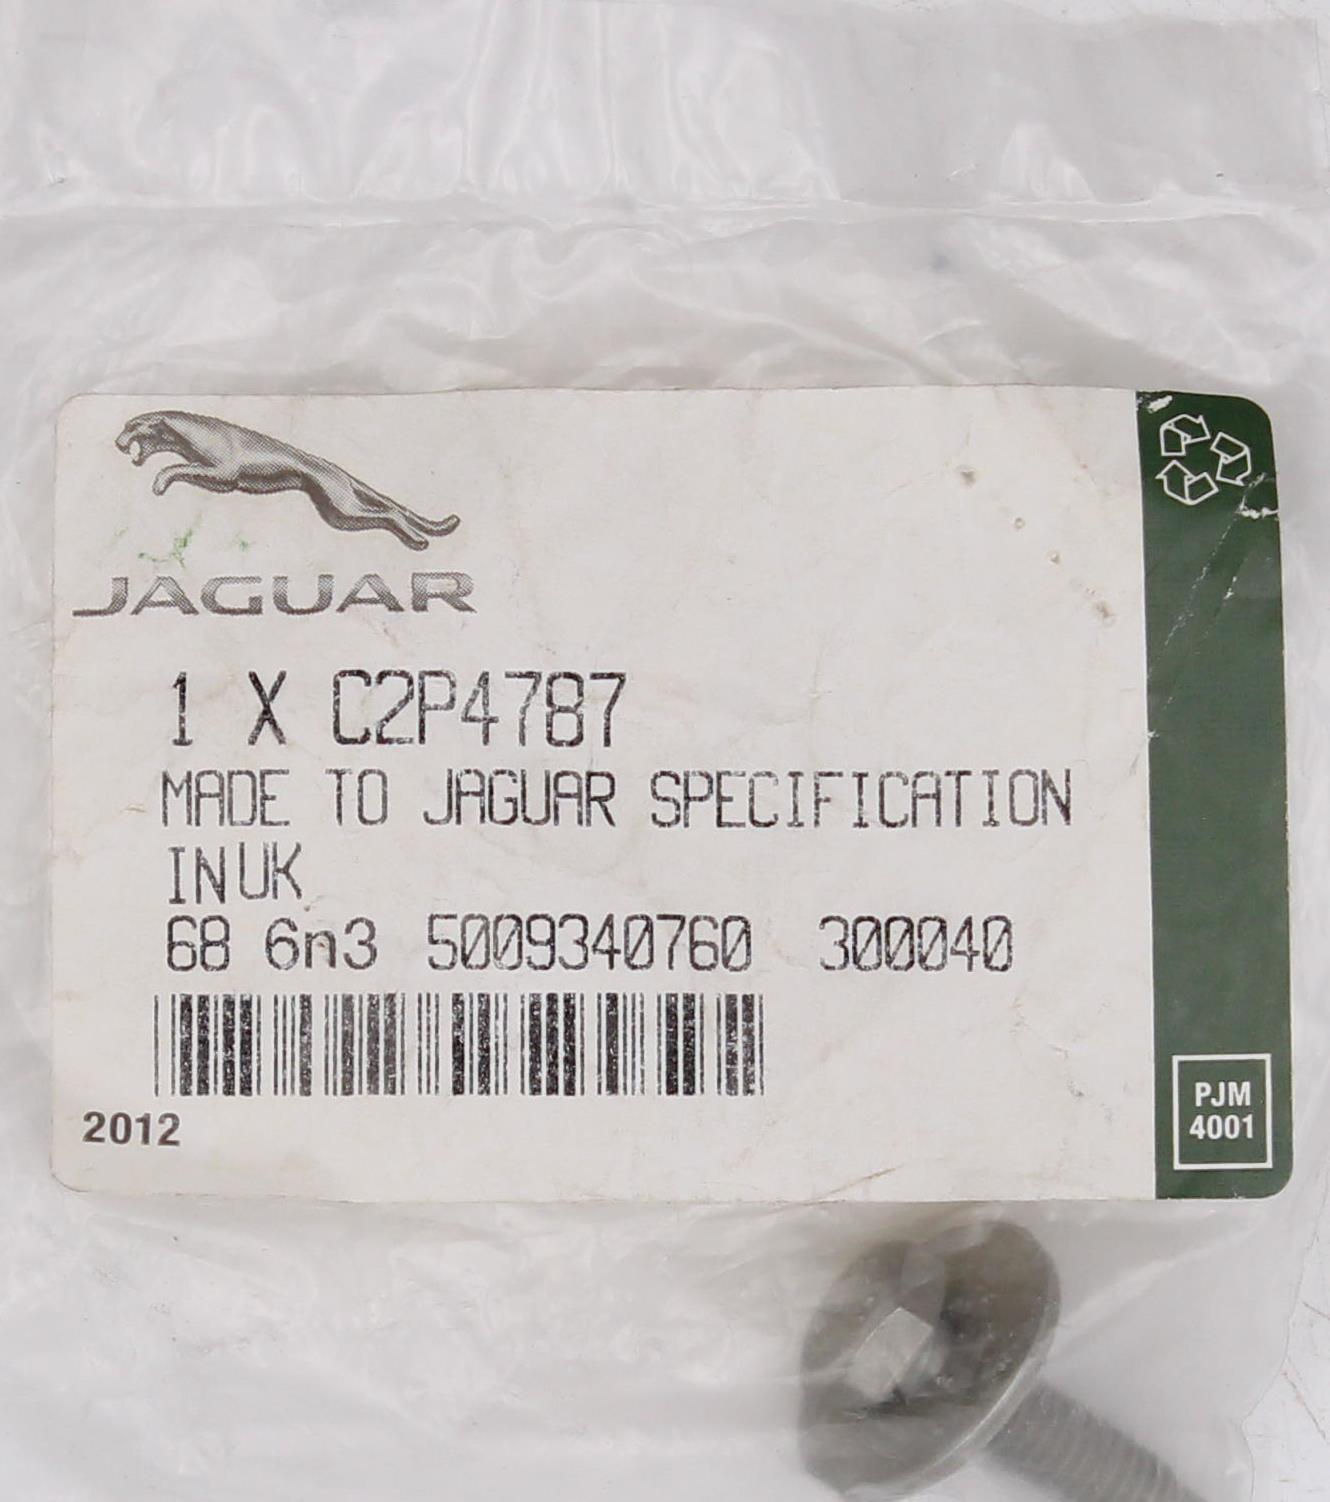 JAGUAR
1 X C2P4787
MADE TO JAGUAR SPECIFICATION
IN UK
68 6n3 5009340760 300040
2012
PJM
4001